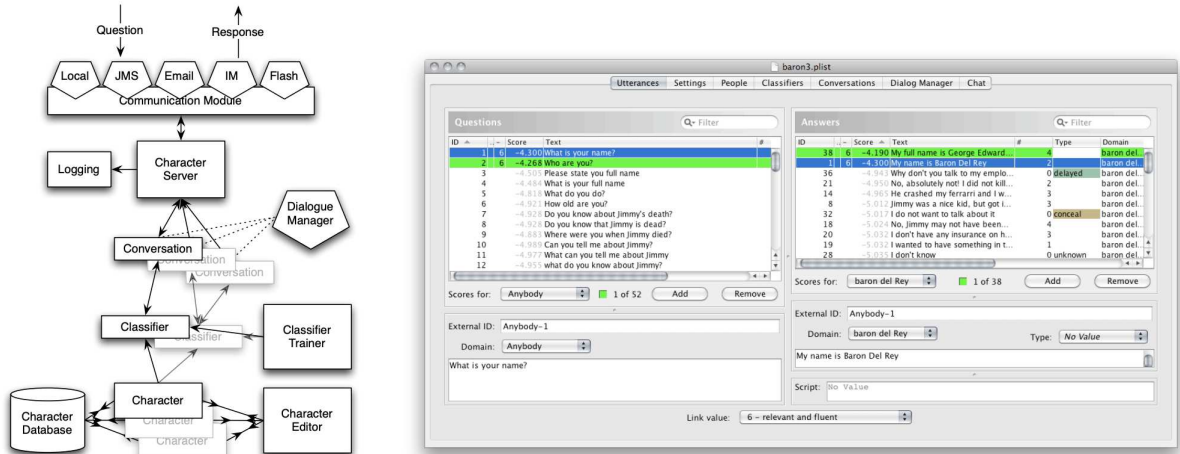 Question
Response
Local
JMS
Email
IM
Flash
Communication Module
Logging
Character
Server
Dialogue
Manager
Conversation
Conversation
Conversation
Classifier
Classifier
Classifier
Trainer
Character
Database
Character
Character
Character
Character
Editor
baron3.plist
Utterances Settings People Classifiers Conversations Dialog Manager Chat
Questions
Filter
ID .. - Score Text #
1 6 -4.300 What is your name?
2 6 -4.268 Who are you?
3 -4.505 Please state you full name
4 -4.464 What is your full name
5 -4.818 What do you do?
6 -4.921 How old are you?
7 -4.928 Do you know about Jimmy's death?
8 -4.928 Do you know that Jimmy is dead?
9 -4.883 Where were you when Jimmy died?
10 -4.989 Can you tell me about Jimmy?
11 -4.977 What can you tell me about Jimmy
12 -4.955 what do you know about Jimmy?
Scores for: Anybody 1 of 52 Add Remove
External ID: Anybody-1
Domain: Anybody
What is your name?
Answers
Filter
ID .. - Score Text # Type Domain
38 6 -4.190 My full name is George Edward... 4 baron del...
1 6 -4.300 My name is Baron Del Rey 2 baron del...
36 -4.943 Why don't you talk to my emplo... 0 delayed baron del...
21 -4.950 No, absolutely not! I did not kill... 2 baron del...
14 -4.965 He crashed my ferrarri and I w... 3 baron del...
8 -5.012 Jimmy was a nice kid, but got i... 3 baron del...
32 -5.017 I do not want to talk about it 0 conceal baron del...
18 -5.024 No, Jimmy may not have been... 4 baron del...
20 -5.032 I don't have any insurance on h... 3 baron del...
19 -5.032 I wanted to have something in t... 1 baron del...
28 -5.035 I don't know 0 unknown baron del...
Scores for: baron del Rey 1 of 38 Add Remove
External ID: Anybody-1
Domain: baron del Rey Type: No Value
My name is Baron Del Rey
Script: No Value
Link value: 6 - relevant and fluent